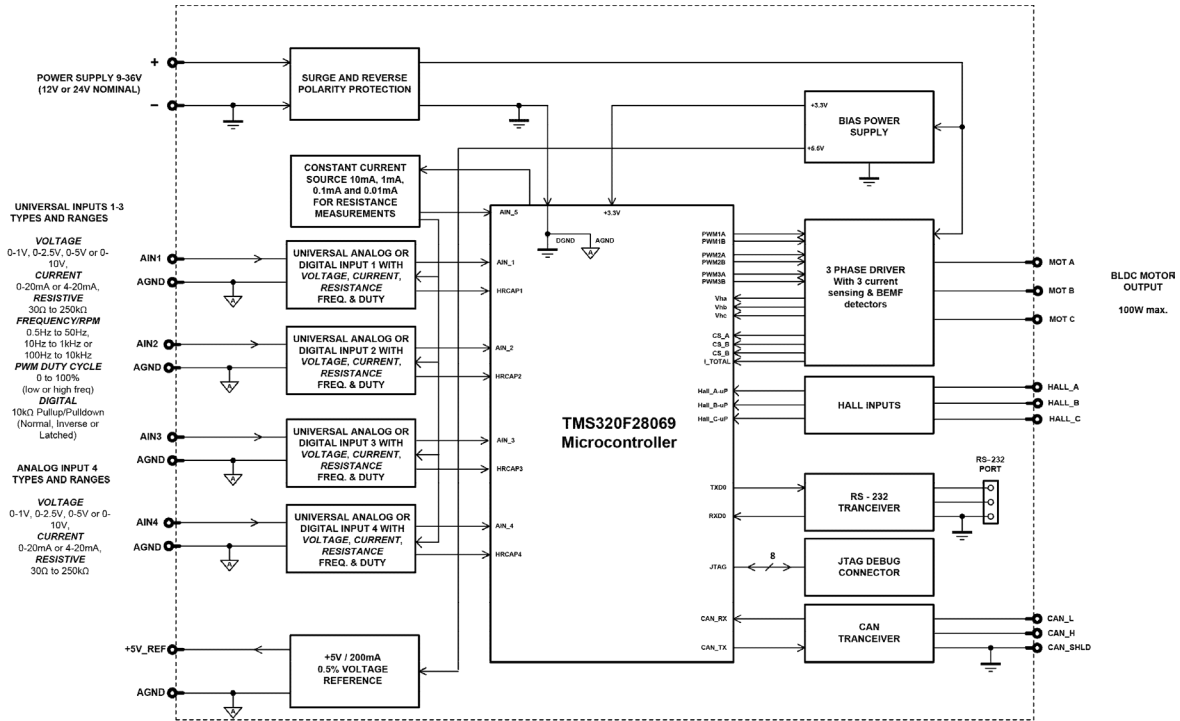 +
POWER SUPPLY 9-36V
(12V or 24V NOMINAL)
–
SURGE AND REVERSE
POLARITY PROTECTION
+3.3V
BIAS POWER
SUPPLY
+5.5V
CONSTANT CURRENT
SOURCE 10mA, 1mA,
0.1mA and 0.01mA
FOR RESISTANCE
MEASUREMENTS
UNIVERSAL INPUTS 1-3
TYPES AND RANGES
VOLTAGE
0-1V, 0-2.5V, 0-5V or 0-
10V,
CURRENT
0-20mA or 4-20mA,
RESISTIVE
30Ω to 250kΩ
FREQUENCY/RPM
0.5Hz to 50Hz,
10Hz to 1kHz or
100Hz to 10kHz
PWM DUTY CYCLE
0 to 100%
(low or high freq)
DIGITAL
10kΩ Pullup/Pulldown
(Normal, Inverse or
Latched)
ANALOG INPUT 4
TYPES AND RANGES
VOLTAGE
0-1V, 0-2.5V, 0-5V or 0-
10V,
CURRENT
0-20mA or 4-20mA,
RESISTIVE
30Ω to 250kΩ
AIN1
AGND
A
UNIVERSAL ANALOG OR
DIGITAL INPUT 1 WITH
VOLTAGE, CURRENT,
RESISTANCE
FREQ. & DUTY
AIN2
AGND
A
UNIVERSAL ANALOG OR
DIGITAL INPUT 2 WITH
VOLTAGE, CURRENT,
RESISTANCE
FREQ. & DUTY
AIN3
AGND
A
UNIVERSAL ANALOG OR
DIGITAL INPUT 3 WITH
VOLTAGE, CURRENT,
RESISTANCE
FREQ. & DUTY
AIN4
AGND
A
UNIVERSAL ANALOG OR
DIGITAL INPUT 4 WITH
VOLTAGE, CURRENT,
RESISTANCE
FREQ. & DUTY
+5V_REF
AGND
A
+5V / 200mA
0.5% VOLTAGE
REFERENCE
AIN_5
AIN_1
HRCAP1
AIN_2
HRCAP2
AIN_3
HRCAP3
AIN_4
HRCAP4
+3.3V
DGND
AGND
A
TMS320F28069
Microcontroller
PWM1A
PWM1B
PWM2A
PWM2B
PWM3A
PWM3B
Vha
Vhb
Vhc
CS_A
CS_B
CS_B
I_TOTAL
Hall_A-uP
Hall_B-uP
Hall_C-uP
TXD0
RXD0
JTAG
8
CAN_RX
CAN_TX
3 PHASE DRIVER
With 3 current
sensing & BEMF
detectors
MOT A
MOT B
MOT C
BLDC MOTOR
OUTPUT
100W max.
HALL INPUTS
HALL_A
HALL_B
HALL_C
RS - 232
TRANCEIVER
RS-232
PORT
JTAG DEBUG
CONNECTOR
CAN
TRANCEIVER
CAN_L
CAN_H
CAN_SHLD